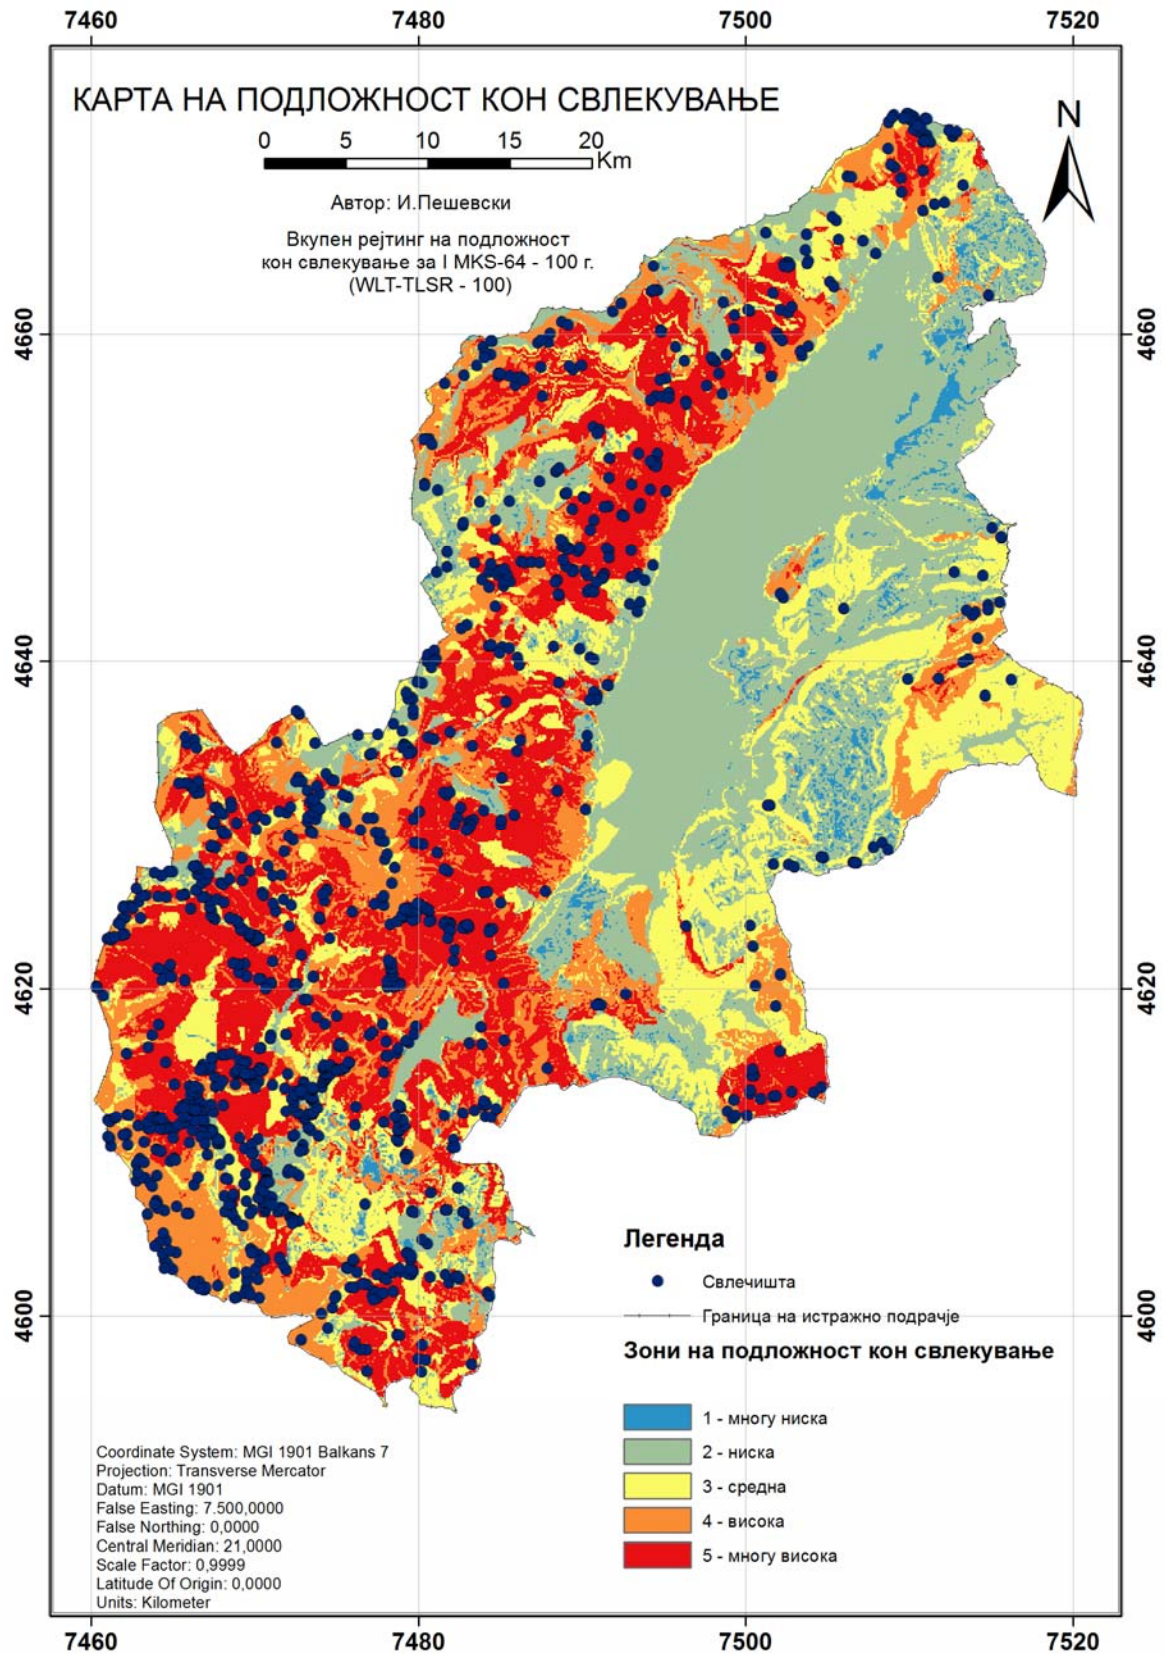 7460 7480 7500 7520
КАРТА НА ПОДЛОЖНОСТ КОН СВЛЕКУВАЊЕ
N
0 5 10 15 20
Km
Автор: И.Пешевски
Вкупен рејтинг на подложност
кон свлекување за I MKS-64 - 100 г.
(WLT-TLSR - 100)
4660 4660
4640 4640
4620 4620
4600 4600
Легенда
Свлечишта
Граница на истражно подрачје
Зони на подложност кон свлекување
1 - многу ниска
2 - ниска
3 - средна
4 - висока
5 - многу висока
Coordinate System: MGI 1901 Balkans 7
Projection: Transverse Mercator
Datum: MGI 1901
False Easting: 7.500,0000
False Northing: 0,0000
Central Meridian: 21,0000
Scale Factor: 0,9999
Latitude Of Origin: 0,0000
Units: Kilometer
7460 7480 7500 7520